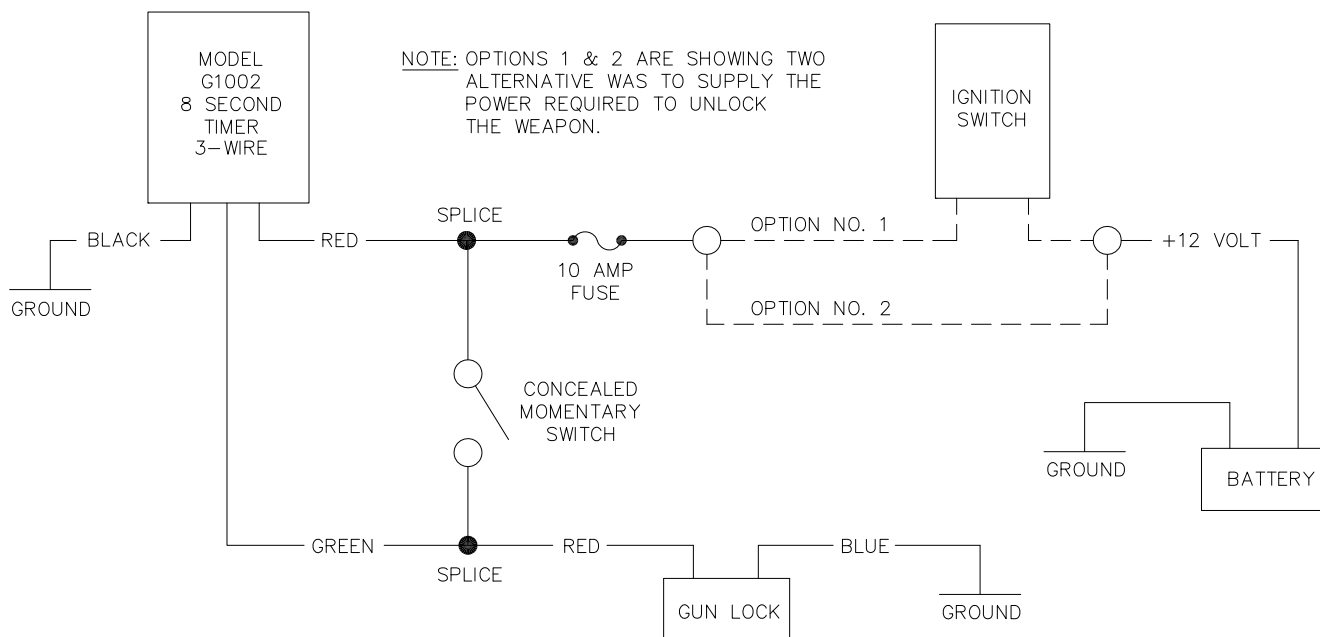 MODEL
G1002
8 SECOND
TIMER
3-WIRE
NOTE: OPTIONS 1 & 2 ARE SHOWING TWO
ALTERNATIVE WAS TO SUPPLY THE
POWER REQUIRED TO UNLOCK
THE WEAPON.
IGNITION
SWITCH
BLACK
RED
SPLICE
10 AMP
FUSE
OPTION NO. 1
+12 VOLT
GROUND
OPTION NO. 2
CONCEALED
MOMENTARY
SWITCH
GROUND
BATTERY
GREEN
SPLICE
RED
BLUE
GUN LOCK
GROUND